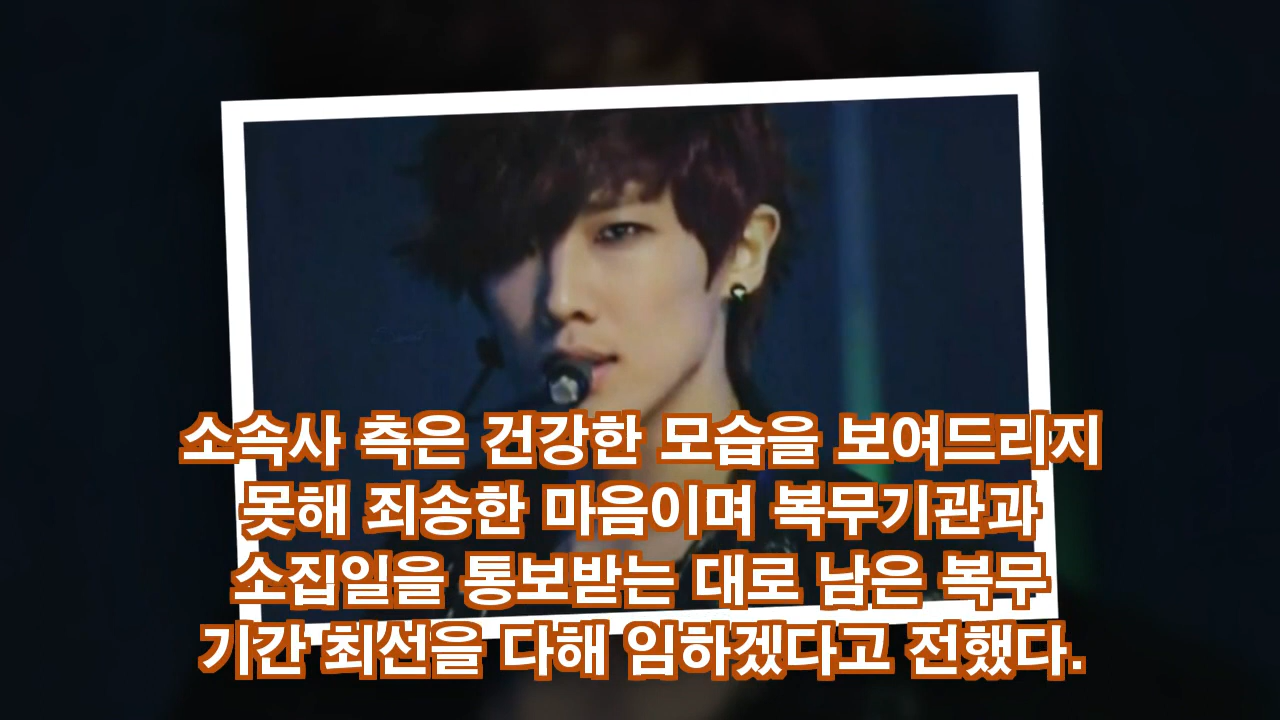 소속사 측은 건강한 모습을 보여드리지
못해 죄송한 마음이며 복무기관과
소집일을 통보받는 대로 남은 복무
기간 최선을 다해 임하겠다고 전했다.